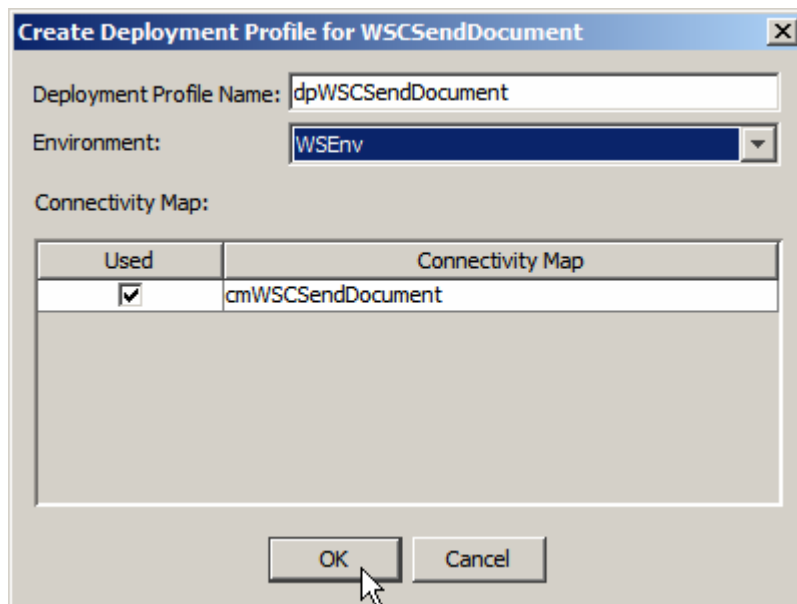 Create Deployment Profile for WSCSendDocument
Deployment Profile Name: dpWSCSendDocument
Environment: WSEnv
Connectivity Map:
Used Connectivity Map
cmWSCSendDocument
OK Cancel